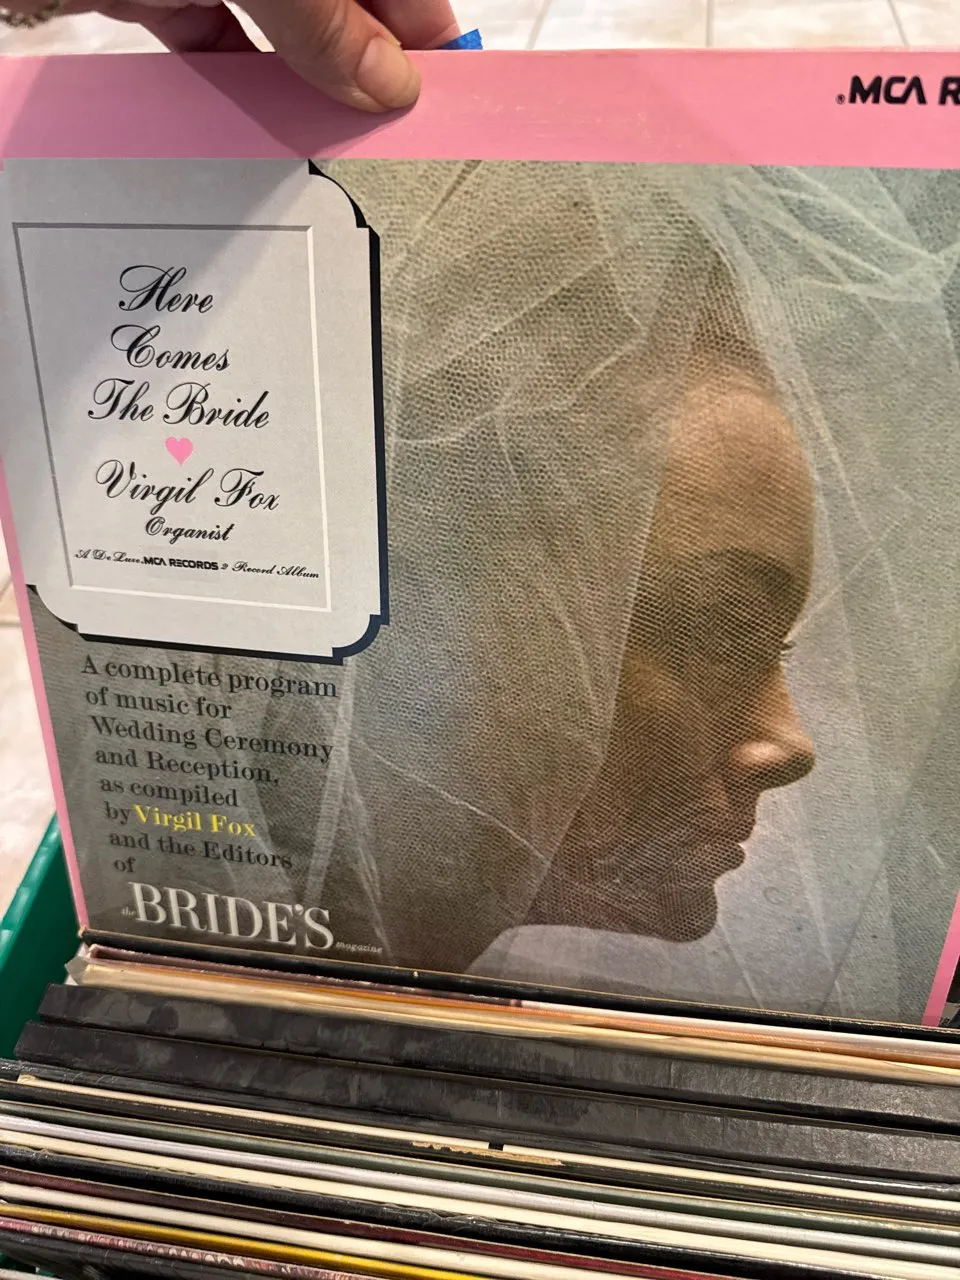 MCA R
Here
Comes
The Bride
Virgil Fox
Organist
A De Luxe MCA RECORDS 2 Record Album
A complete program
of music for
Wedding Ceremony
and Reception,
as compiled
by Virgil Fox
and the Editors
of
the BRIDE'S magazine